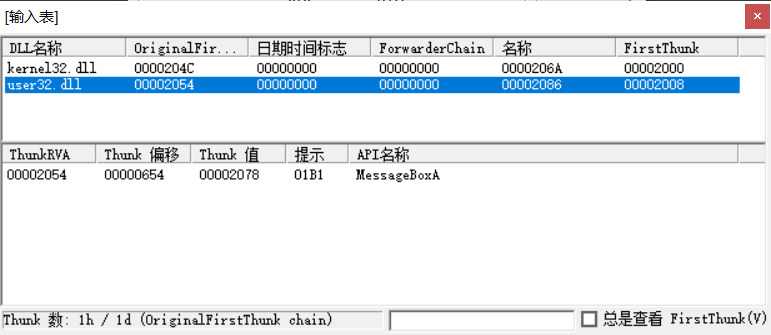 [输入表]
DLL名称 OriginalFir... 日期时间标志 ForwarderChain 名称 FirstThunk
kernel32.dll 0000204C 00000000 00000000 0000206A 00002000
user32.dll 00002054 00000000 00000000 00002086 00002008
ThunkRVA Thunk 偏移 Thunk 值 提示 API名称
00002054 00000654 00002078 01B1 MessageBoxA
Thunk 数: 1h / 1d (OriginalFirstThunk chain) 总是查看 FirstThunk(V)